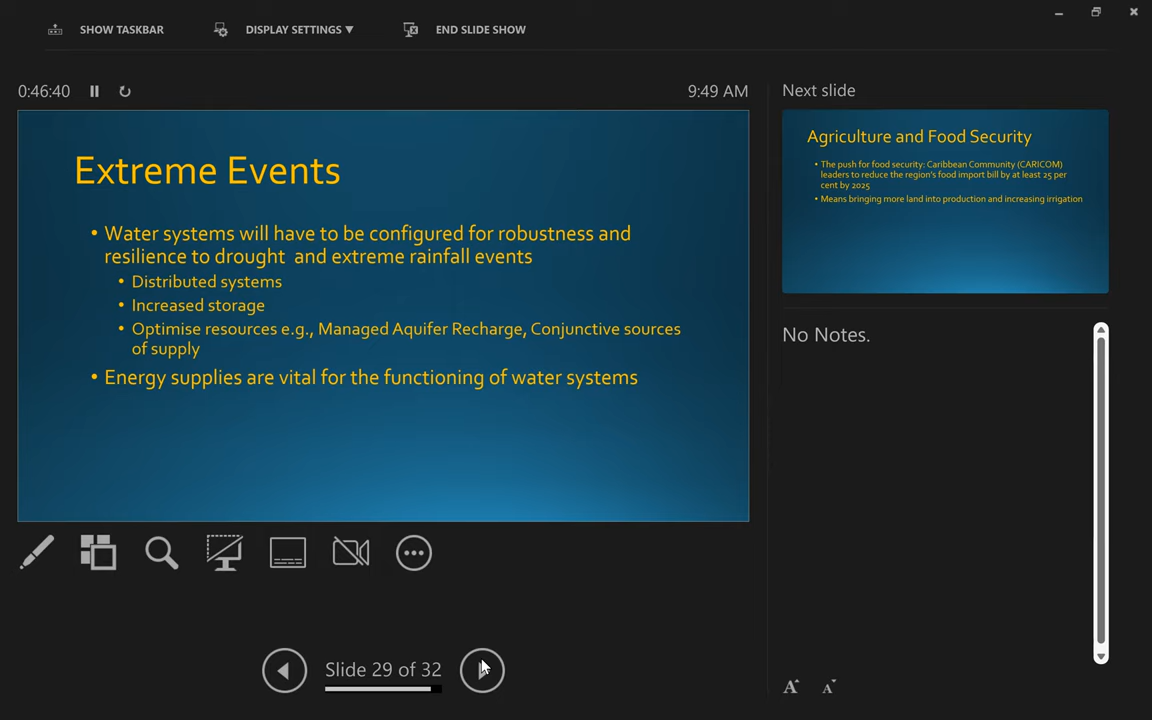 SHOW TASKBAR
DISPLAY SETTINGS ▼
END SLIDE SHOW
0:46:40
9:49 AM
Extreme Events
• Water systems will have to be configured for robustness and
resilience to drought and extreme rainfall events
• Distributed systems
• Increased storage
• Optimise resources e.g., Managed Aquifer Recharge, Conjunctive sources
of supply
• Energy supplies are vital for the functioning of water systems
Slide 29 of 32
Next slide
Agriculture and Food Security
• The push for food security: Caribbean Community (CARICOM)
leaders to reduce the region's food import bill by at least 25 per
cent by 2025
• Means bringing more land into production and increasing irrigation
No Notes.
A A